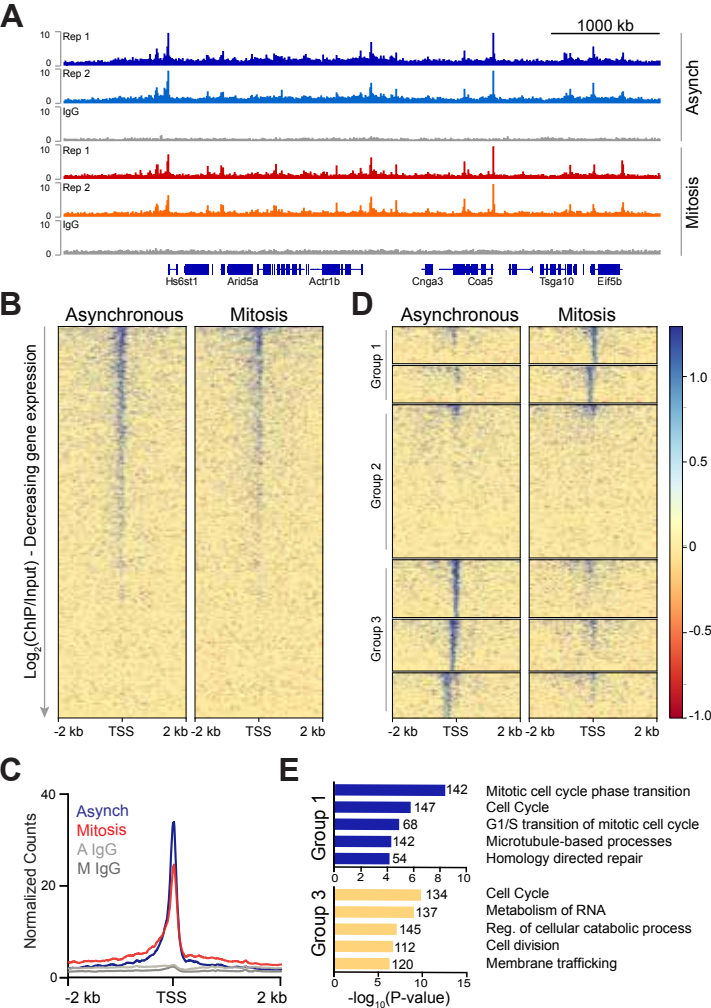 A
1000 kb
10
Rep 1
0
10
Rep 2
0
10
IgG
0
Asynch
10
Rep 1
0
10
Rep 2
0
10
IgG
0
Mitosis
Hs6st1 Arid5a Actr1b Cnga3 Coa5 Tsga10 Eif5b
B
Asynchronous Mitosis
Log2(ChIP/Input) - Decreasing gene expression
-2 kb TSS 2 kb -2 kb TSS 2 kb
D
Asynchronous Mitosis
Group 1
Group 2
Group 3
-2 kb TSS 2 kb -2 kb TSS 2 kb
1.0
0.5
0
-0.5
-1.0
C
Normalized Counts
40
20
0
Asynch
Mitosis
A IgG
M IgG
-2 kb TSS 2 kb
E
Group 1
142 Mitotic cell cycle phase transition
147 Cell Cycle
68 G1/S transition of mitotic cell cycle
142 Microtubule-based processes
54 Homology directed repair
0 2 4 6 8 10
Group 3
134 Cell Cycle
137 Metabolism of RNA
145 Reg. of cellular catabolic process
112 Cell division
120 Membrane trafficking
0 5 10 15
-log10(P-value)